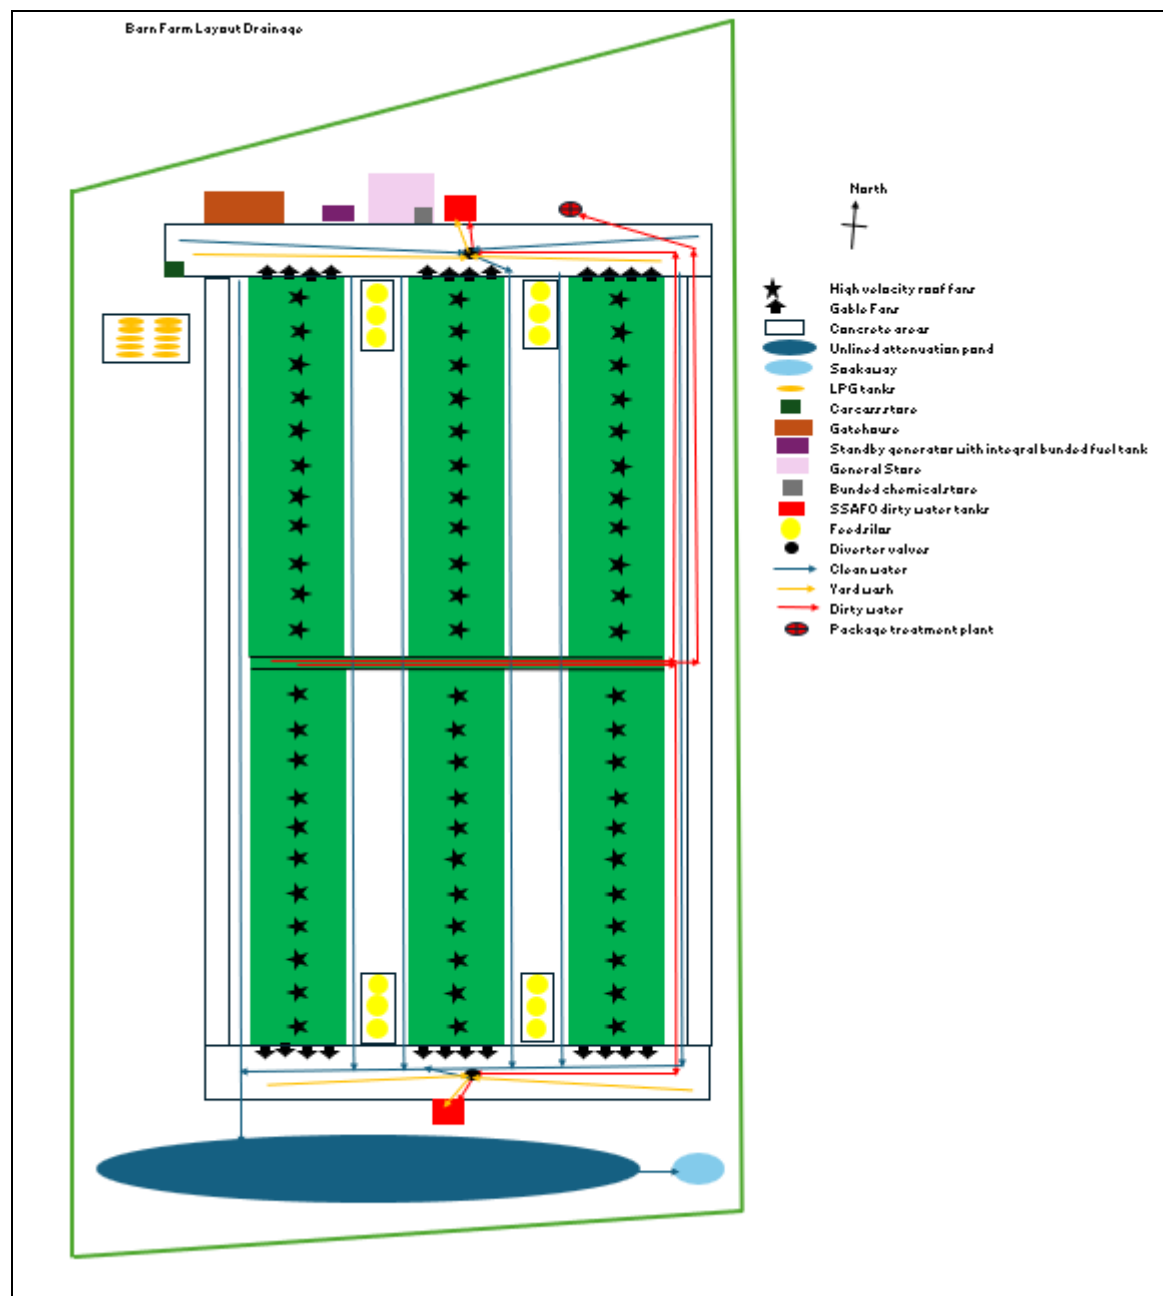 Barn Farm Layout Drainage
North
High velocity roof fans
Gable Fans
Concrete areas
Unlined attenuation pond
Soakaway
LPG tanks
Carcass store
Gatehouse
Standby generator with integral bunded fuel tank
General Store
Bunded chemical store
SSAFO dirty water tanks
Feed silos
Diverter valves
Clean water
Yard wash
Dirty water
Package treatment plant